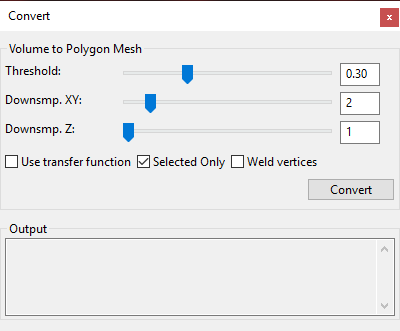 Convert
x
Volume to Polygon Mesh
Threshold: 0.30
Downsmp. XY: 2
Downsmp. Z: 1
Use transfer function Selected Only Weld vertices
Convert
Output